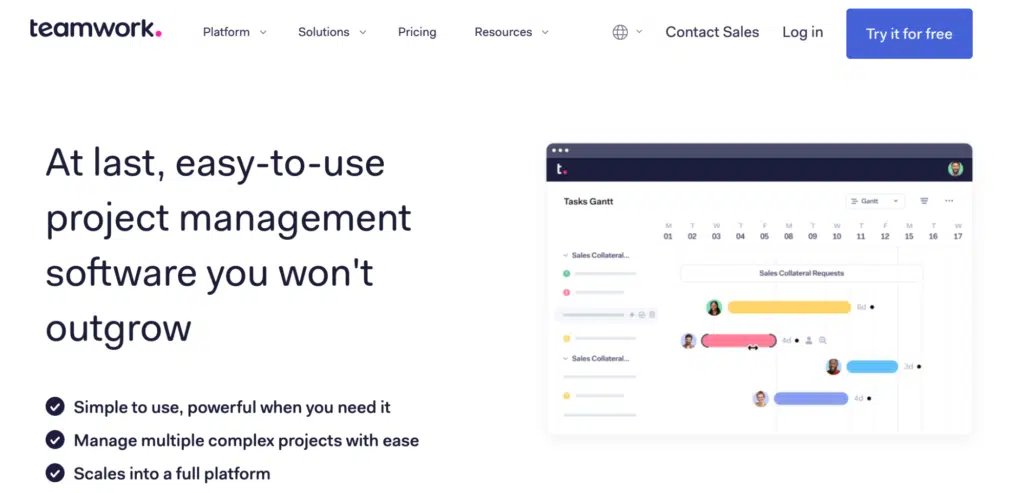 teamwork.
Platform
Solutions
Pricing
Resources
Contact Sales
Log in
Try it for free
At last, easy-to-use
project management
software you won't
outgrow
Simple to use, powerful when you need it
Manage multiple complex projects with ease
Scales into a full platform
t.
Tasks Gantt
Gantt
M T W T F M T W T F M T W
01 02 03 04 05 08 09 10 11 12 15 16 17
Sales Collateral...
Sales Collateral Requests
6d
4d
Sales Collateral...
3d
4d